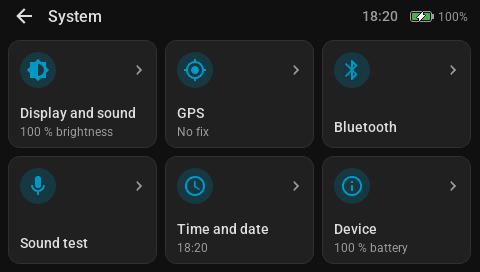 System
18:20
100%
Display and sound
100 % brightness
GPS
No fix
Bluetooth
Sound test
Time and date
18:20
Device
100 % battery